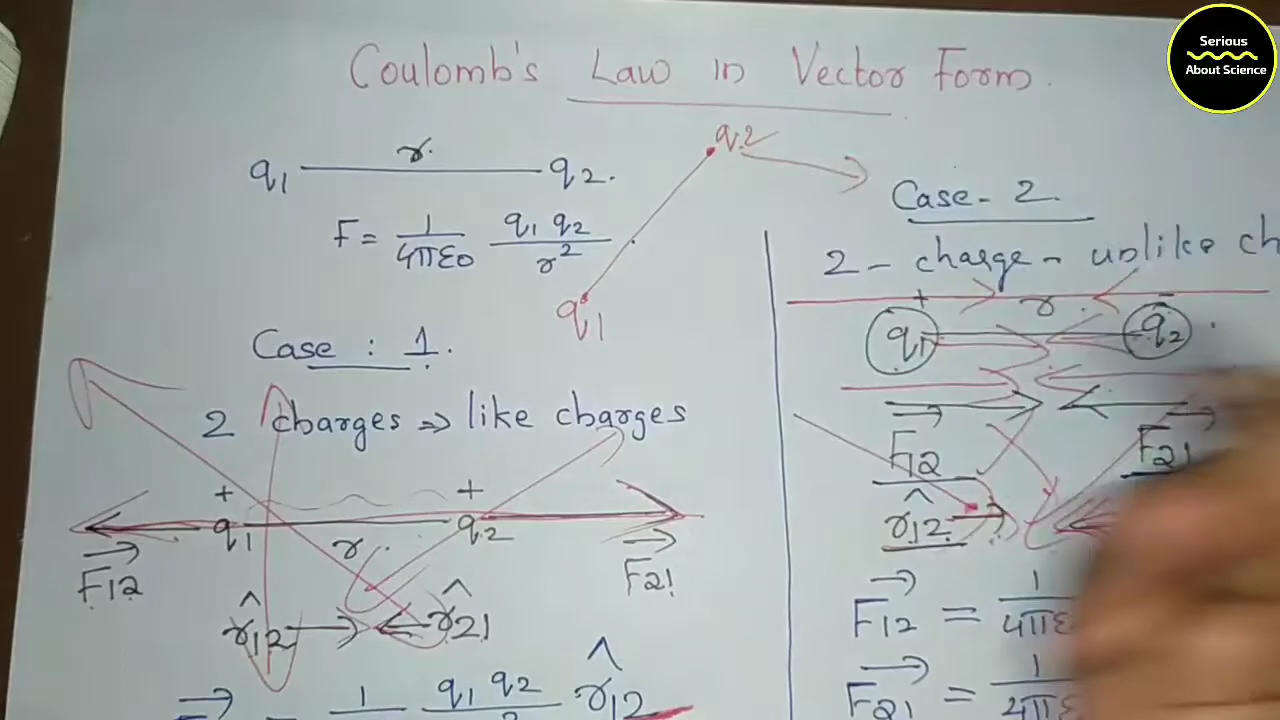 Serious
About Science
Coulomb's Law in Vector Form.
q1 r q2.
F = 1/4πε0 q1 q2/r²
q2
q1
Case : 1.
2 charges ⇒ like charges
+ +
q1 r. q2
F12 F21
r̂12 r̂21
1 q1 q2 r̂12
Case - 2.
2 - charge - unlike
+ r. -
q1 q2
F12 F21
r̂12
F12 = 1/4πε
F21 = 1/4πε